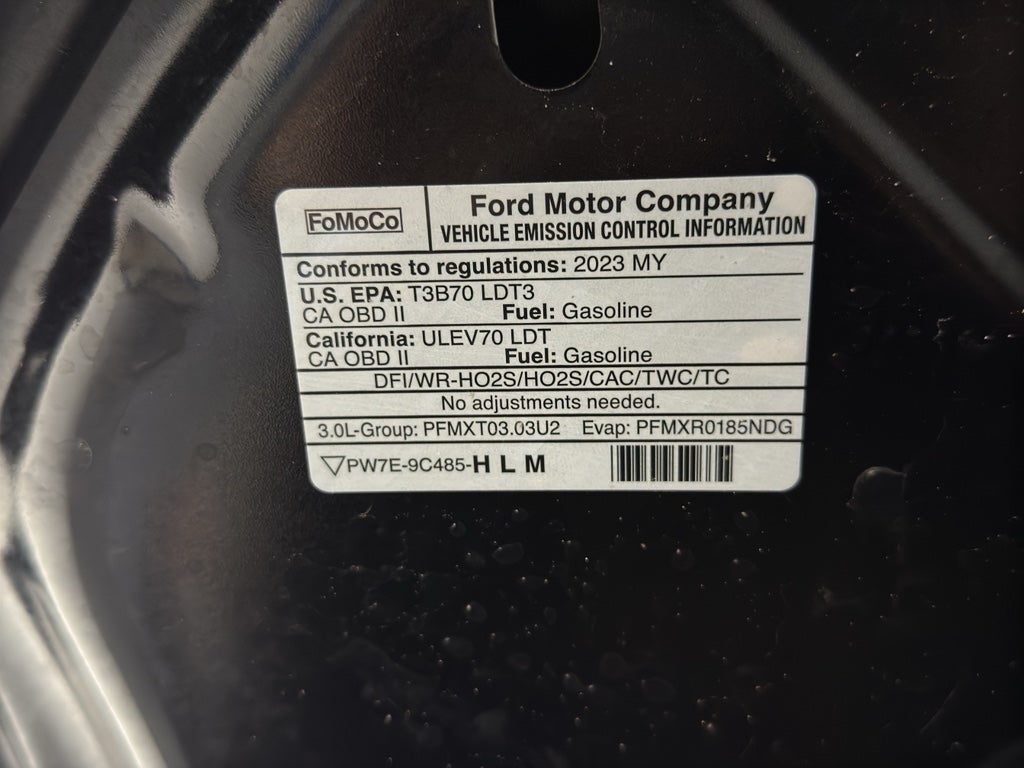 FoMoCo
Ford Motor Company
VEHICLE EMISSION CONTROL INFORMATION
Conforms to regulations: 2023 MY
U.S. EPA: T3B70 LDT3
CA OBD II Fuel: Gasoline
California: ULEV70 LDT
CA OBD II Fuel: Gasoline
DFI/WR-HO2S/HO2S/CAC/TWC/TC
No adjustments needed.
3.0L-Group: PFMXT03.03U2 Evap: PFMXR0185NDG
▽PW7E-9C485-H L M